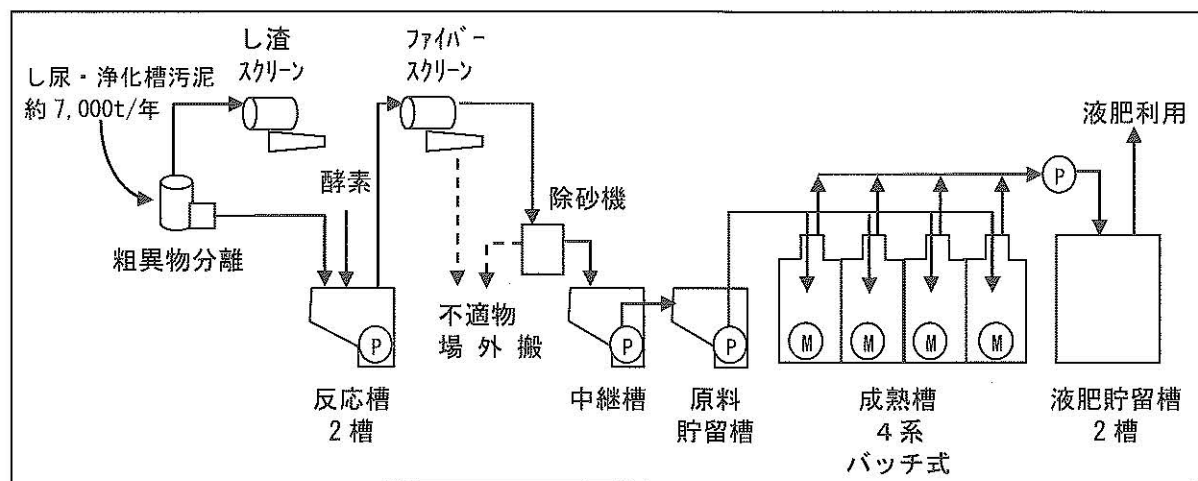 し尿・浄化槽汚泥
約7,000t/年
し渣
スクリーン
ファイバー
スクリーン
粗異物分離
酵素
反応槽
2槽
P
不適物
場外搬
除砂機
中継槽
P
原料
貯留槽
P
成熟槽
4系
バッチ式
M
M
M
M
P
液肥利用
液肥貯留槽
2槽